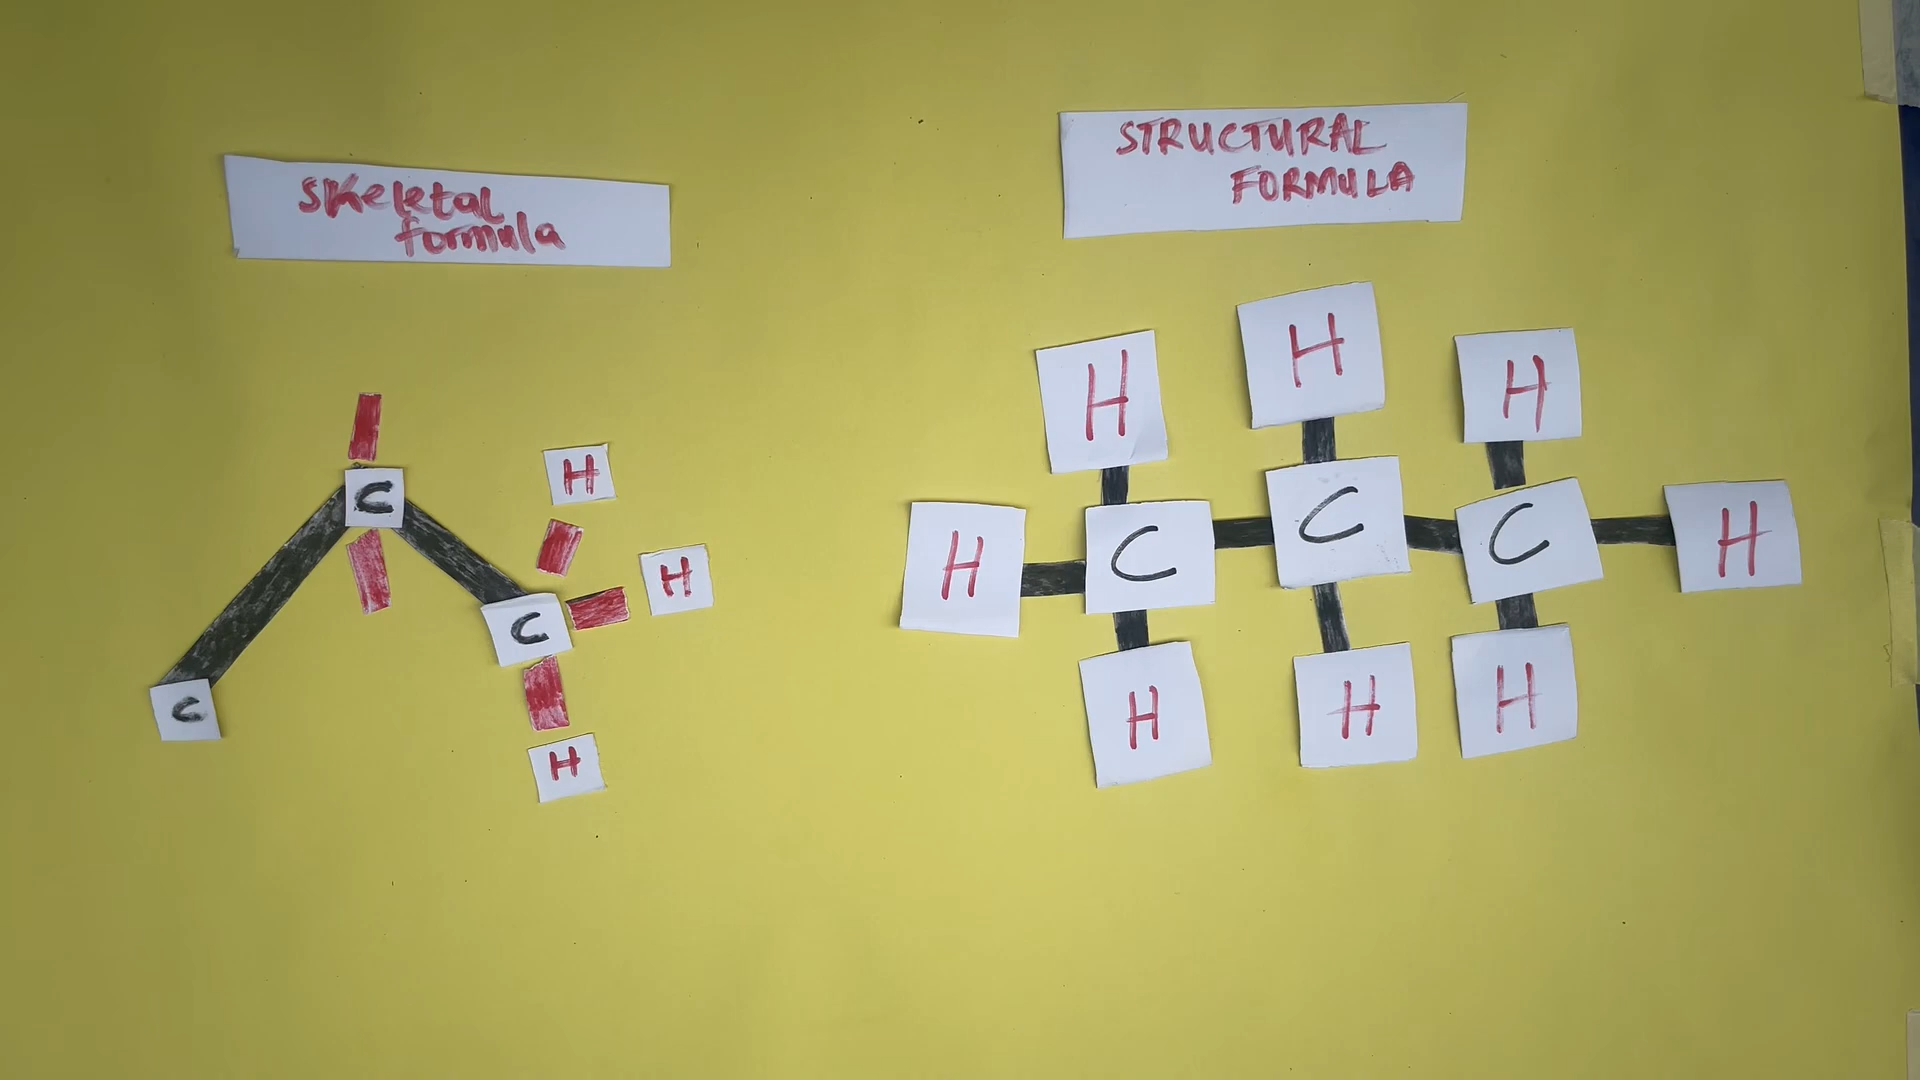 Skeletal
formula
C
H
C
H
C
H
STRUCTURAL
FORMULA
H H H
H C C C H
H H H